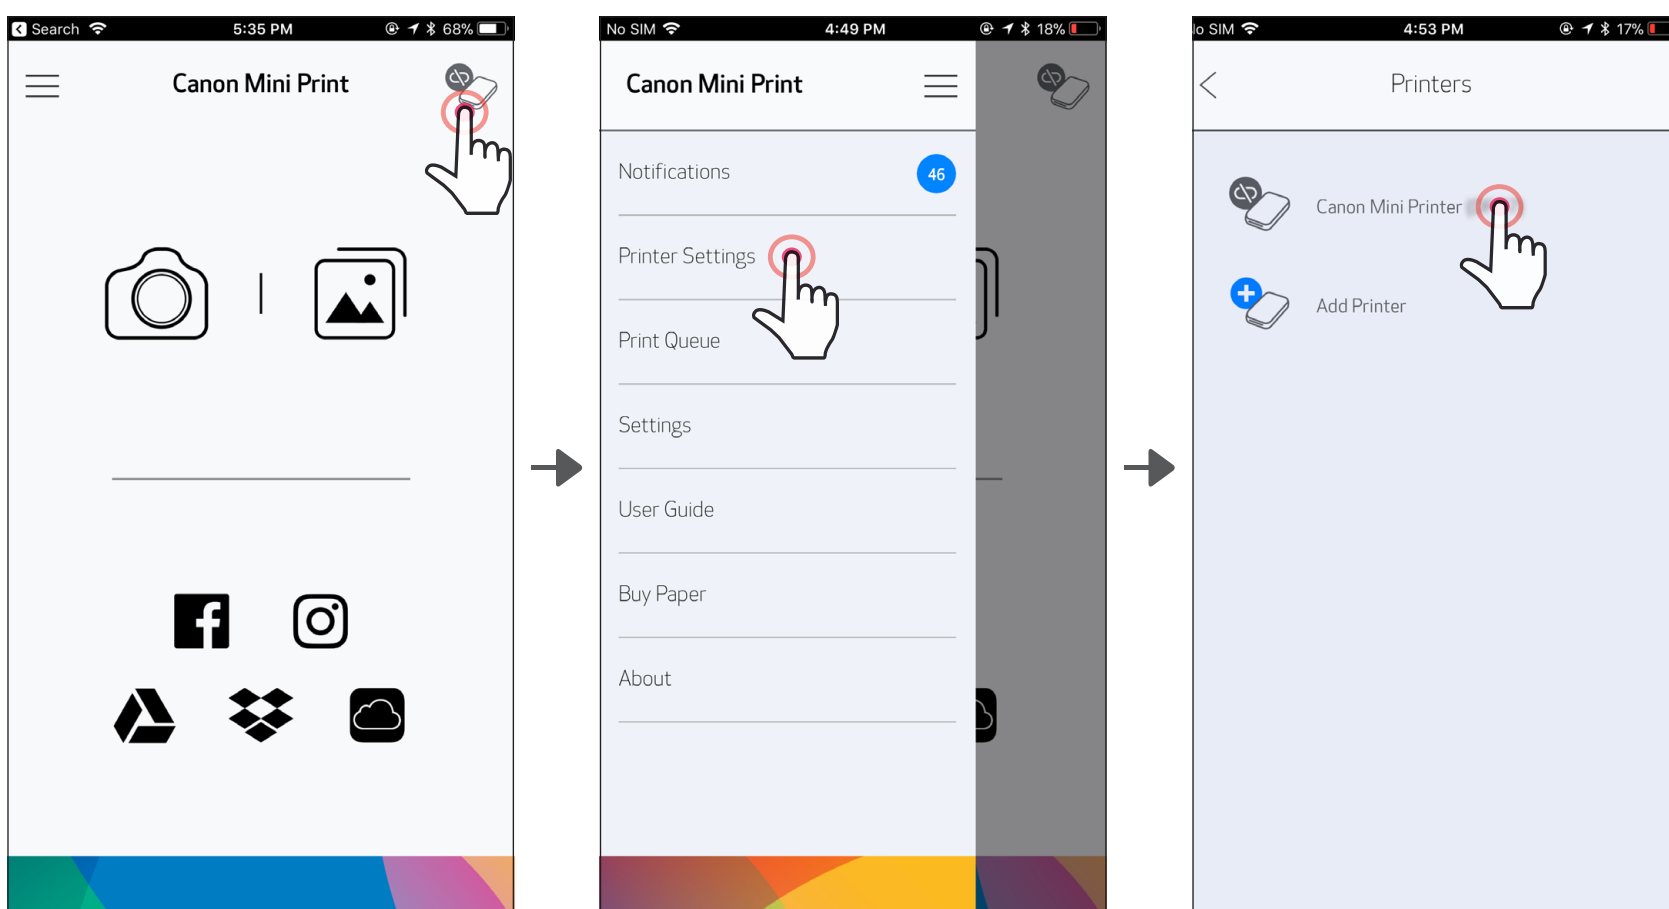 Search 5:35 PM 68%
Canon Mini Print
No SIM 4:49 PM 18%
Canon Mini Print
Notifications 46
Printer Settings
Print Queue
Settings
User Guide
Buy Paper
About
o SIM 4:53 PM 17%
Printers
Canon Mini Printer
Add Printer